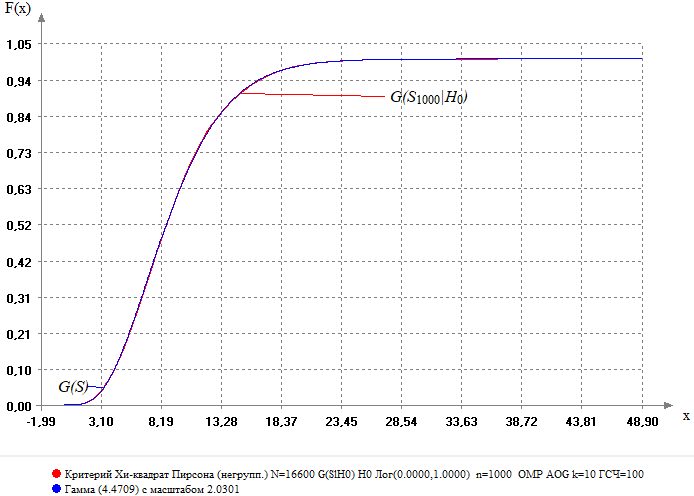 F(x)
1,05
0,94
0,84
G(S1000|H0)
0,73
0,63
0,52
0,42
0,31
0,21
0,10
G(S)
0,00
-1,99 3,10 8,19 13,28 18,37 23,45 28,54 33,63 38,72 43,81 48,90
x
Критерий Хи-квадрат Пирсона (негрупп.) N=16600 G(S|H0) H0 Лог(0.0000,1.0000) n=1000 ОМР AOG k=10 ГСЧ=100
Гамма (4.4709) с масштабом 2.0301